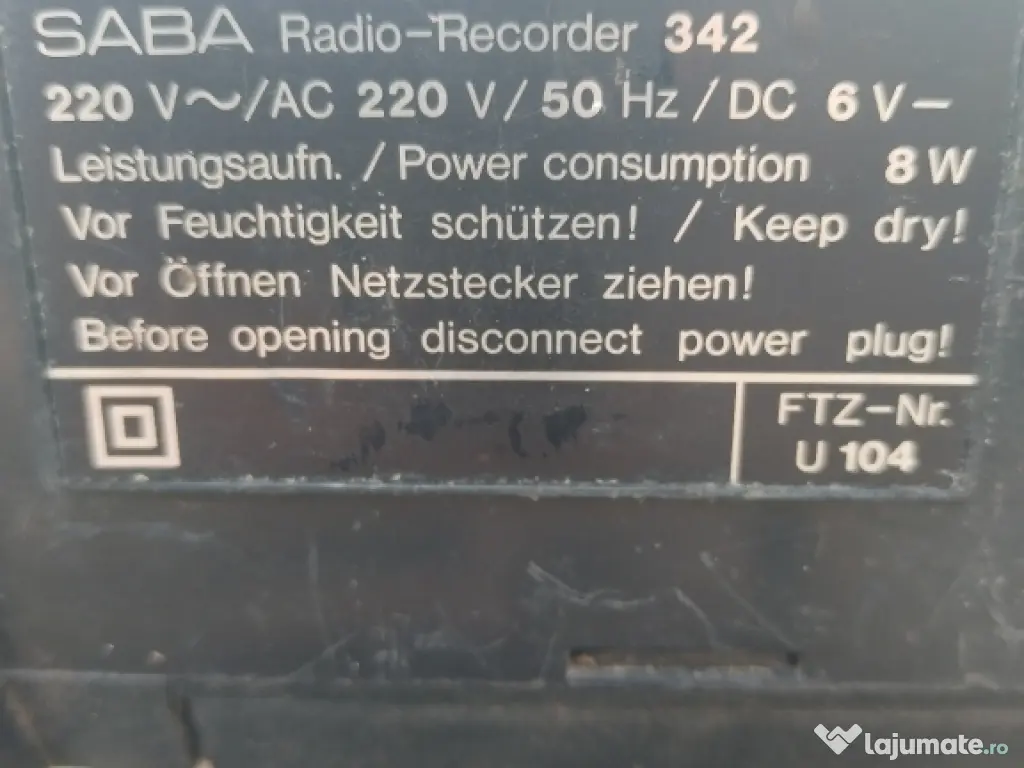 SABA Radio-Recorder 342
220 V~/AC 220 V/50 Hz/DC 6 V–
Leistungsaufn. / Power consumption 8 W
Vor Feuchtigkeit schützen! / Keep dry!
Vor Öffnen Netzstecker ziehen!
Before opening disconnect power plug!
FTZ-Nr.
U 104
lajumate.ro